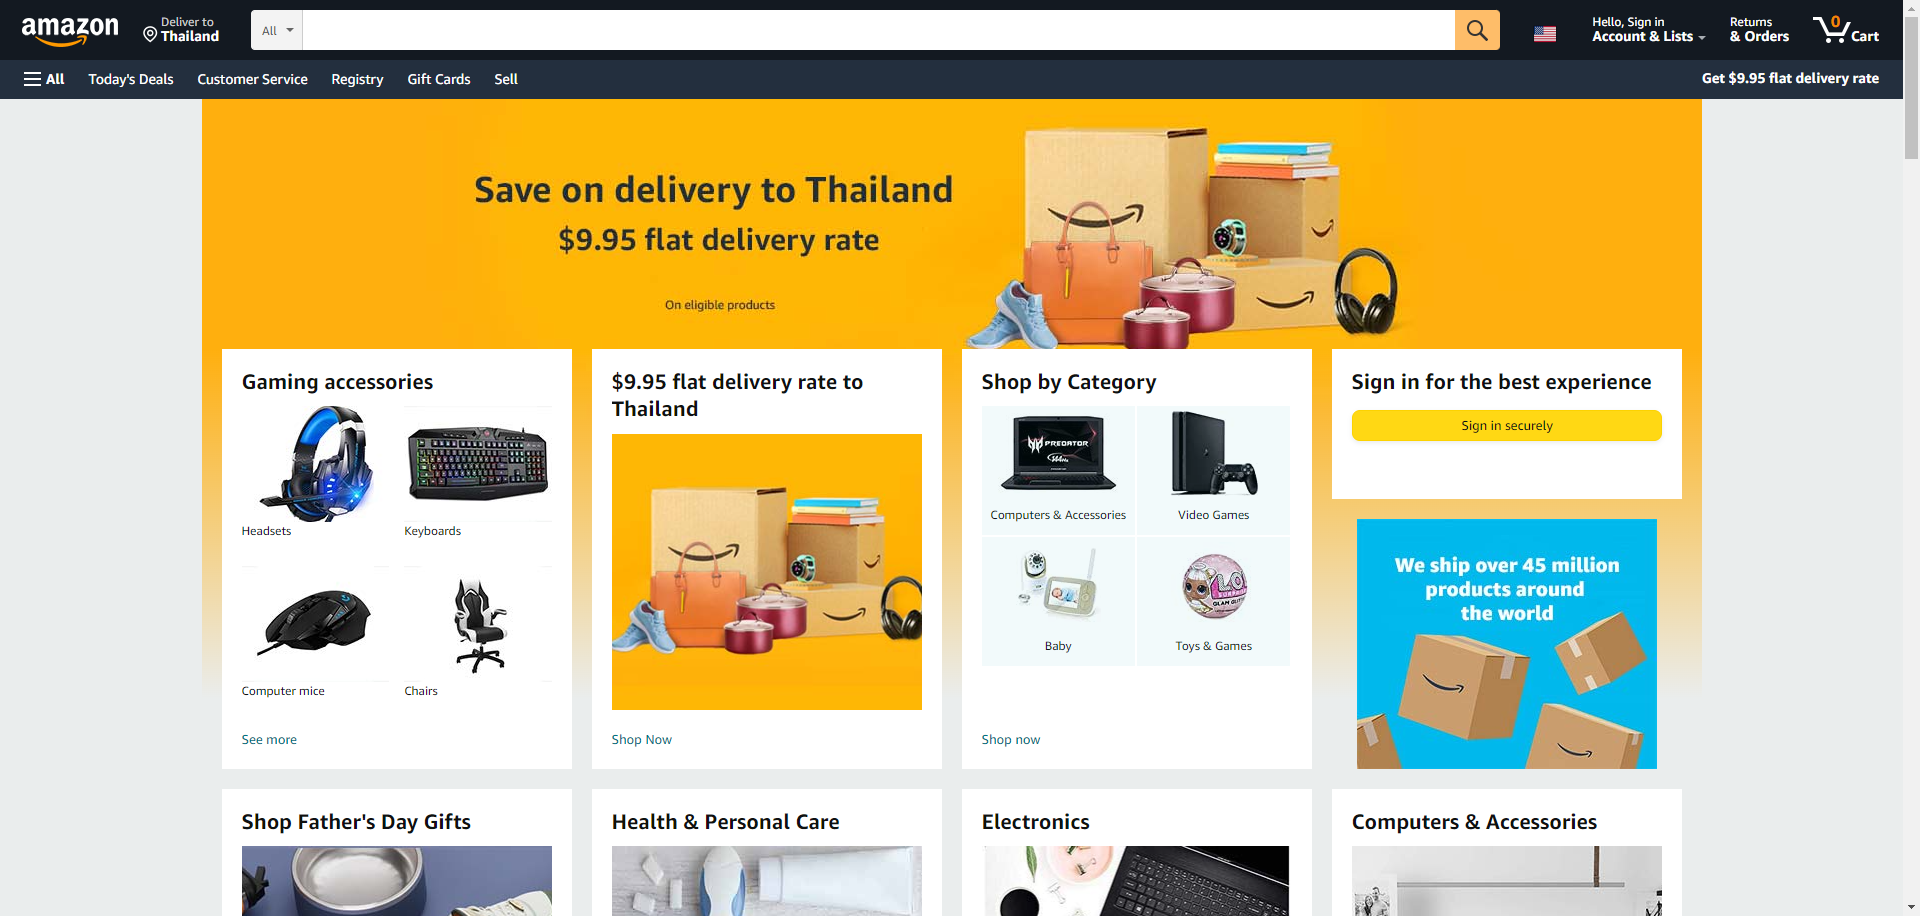 amazon
Deliver to
Thailand
All
Hello, Sign in
Account & Lists
Returns
& Orders
0
Cart
All
Today's Deals
Customer Service
Registry
Gift Cards
Sell
Get $9.95 flat delivery rate
Save on delivery to Thailand
$9.95 flat delivery rate
On eligible products
Gaming accessories
Headsets
Keyboards
Computer mice
Chairs
See more
$9.95 flat delivery rate to
Thailand
Shop Now
Shop by Category
PREDATOR
Computers & Accessories
Video Games
Baby
L.O.L.
SURPRISE!
GLAM GLITTER
Toys & Games
Shop now
Sign in for the best experience
Sign in securely
We ship over 45 million
products around
the world
Shop Father's Day Gifts
Health & Personal Care
Electronics
Computers & Accessories